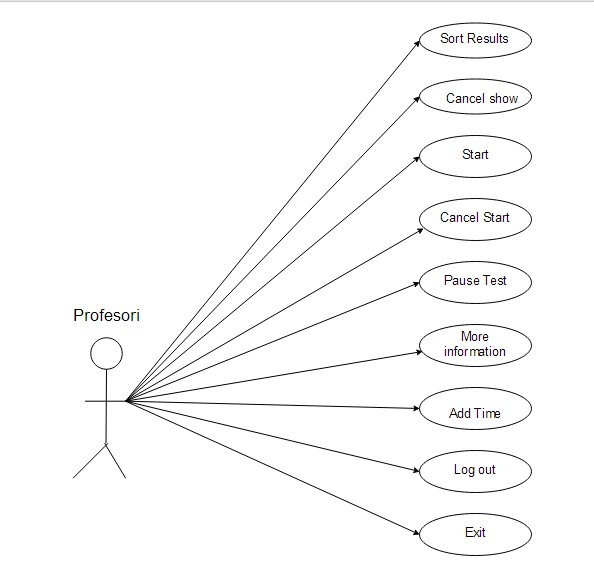 Sort Results
Cancel show
Start
Cancel Start
Pause Test
Profesori
More
information
Add Time
Log out
Exit